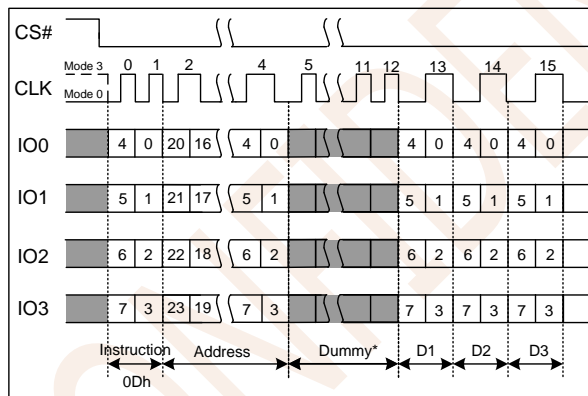 CS#
Mode 3 0 1 2 4 5 11 12 13 14 15
CLK
Mode 0
IO0 4 0 20 16 4 0 4 0 4 0 4 0
IO1 5 1 21 17 5 1 5 1 5 1 5 1
IO2 6 2 22 18 6 2 6 2 6 2 6 2
IO3 7 3 23 19 7 3 7 3 7 3 7 3
Instruction Address Dummy* D1 D2 D3
0Dh